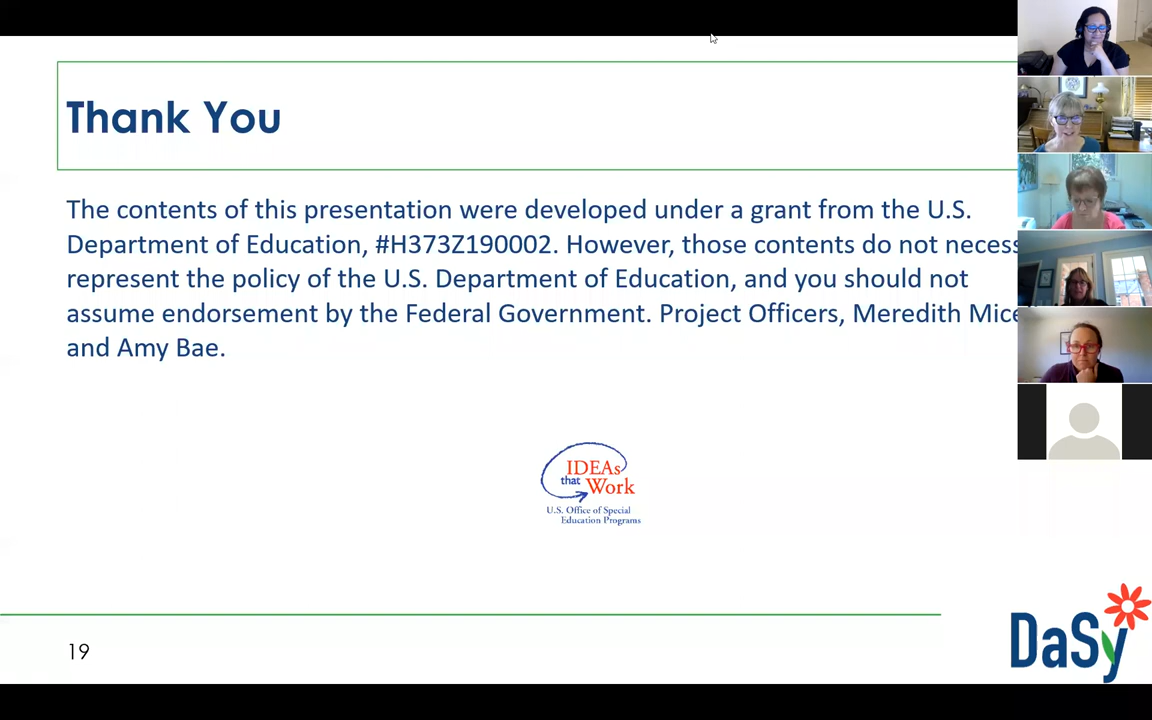 Thank You
The contents of this presentation were developed under a grant from the U.S.
Department of Education, #H373Z190002. However, those contents do not necess
represent the policy of the U.S. Department of Education, and you should not
assume endorsement by the Federal Government. Project Officers, Meredith Mice
and Amy Bae.
IDEAs
that Work
U.S. Office of Special
Education Programs
19
DaSy